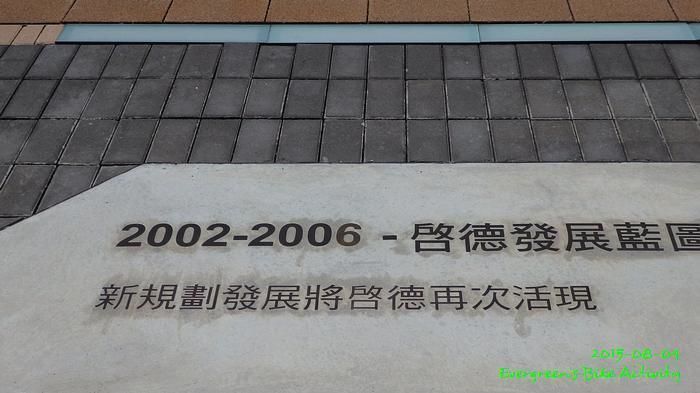 2002-2006 - 啓德發展藍圖
新規劃發展將啓德再次活現
2015-08-04
Evergreen's Bike Activity